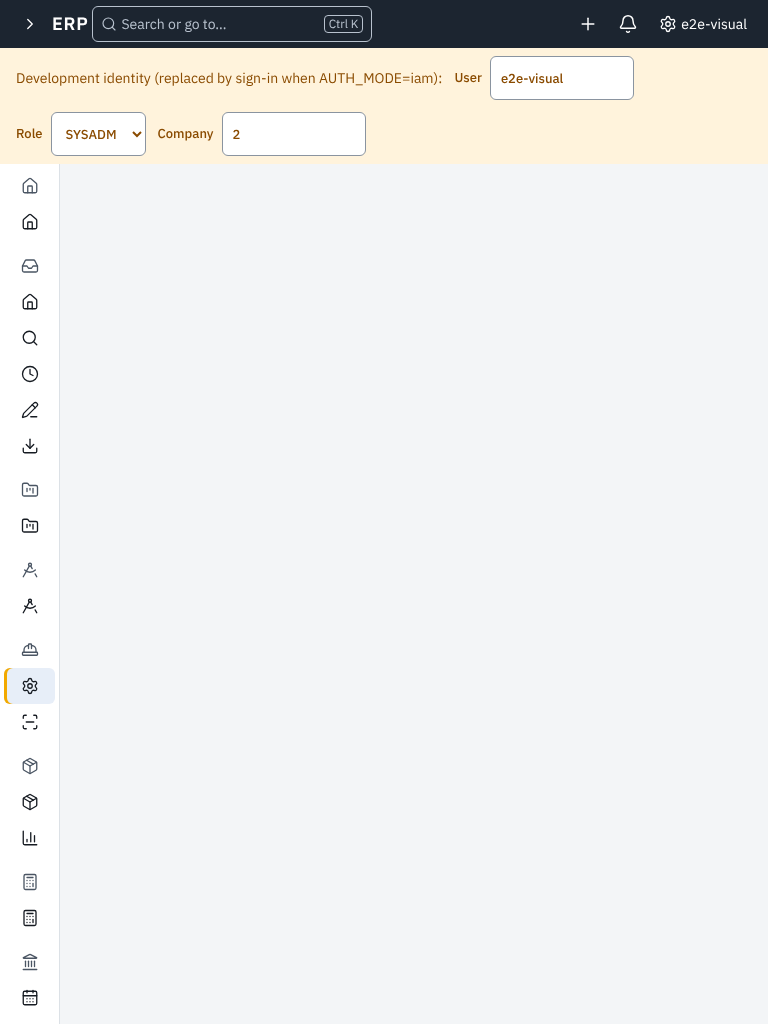 ERP Search or go to... Ctrl K e2e-visual
Development identity (replaced by sign-in when AUTH_MODE=iam): User e2e-visual
Role SYSADM Company 2